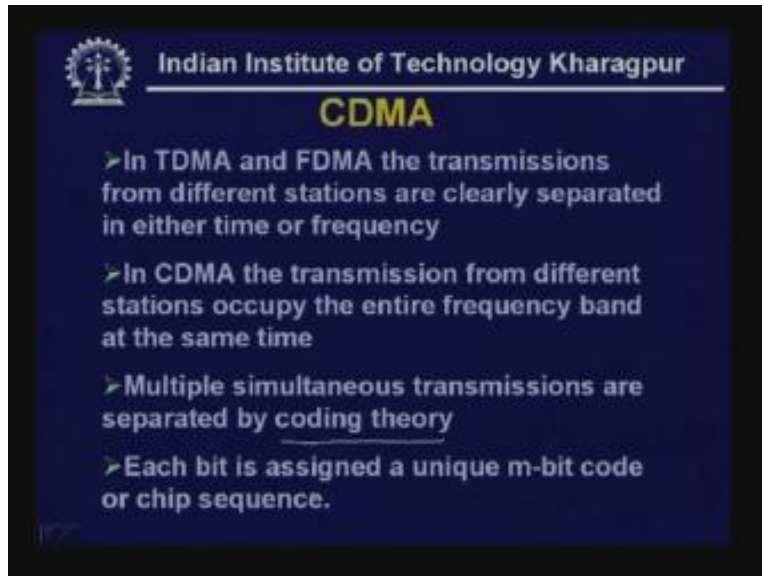 Indian Institute of Technology Kharagpur
CDMA
➢In TDMA and FDMA the transmissions
from different stations are clearly separated
in either time or frequency
➢In CDMA the transmission from different
stations occupy the entire frequency band
at the same time
➢Multiple simultaneous transmissions are
separated by coding theory
➢Each bit is assigned a unique m-bit code
or chip sequence.